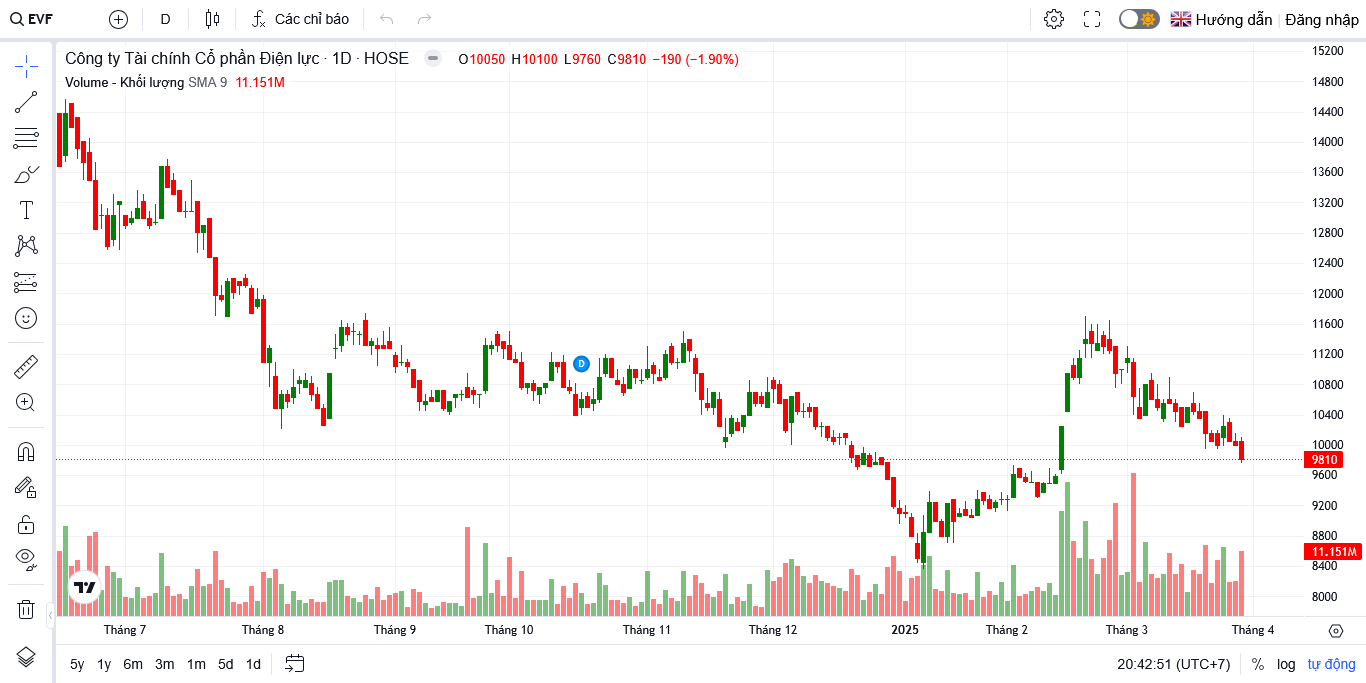 EVF D Các chỉ báo Hướng dẫn Đăng nhập
Công ty Tài chính Cổ phần Điện lực · 1D · HOSE O10050 H10100 L9760 C9810 −190 (−1.90%)
Volume - Khối lượng SMA 9 11.151M
15200
14800
14400
14000
13600
13200
12800
12400
12000
11600
11200
10800
10400
10000
9810
9600
9200
8800
11.151M
8400
8000
D
Tháng 7 Tháng 8 Tháng 9 Tháng 10 Tháng 11 Tháng 12 2025 Tháng 2 Tháng 3 Tháng 4
5y 1y 6m 3m 1m 5d 1d 20:42:51 (UTC+7) % log tự động